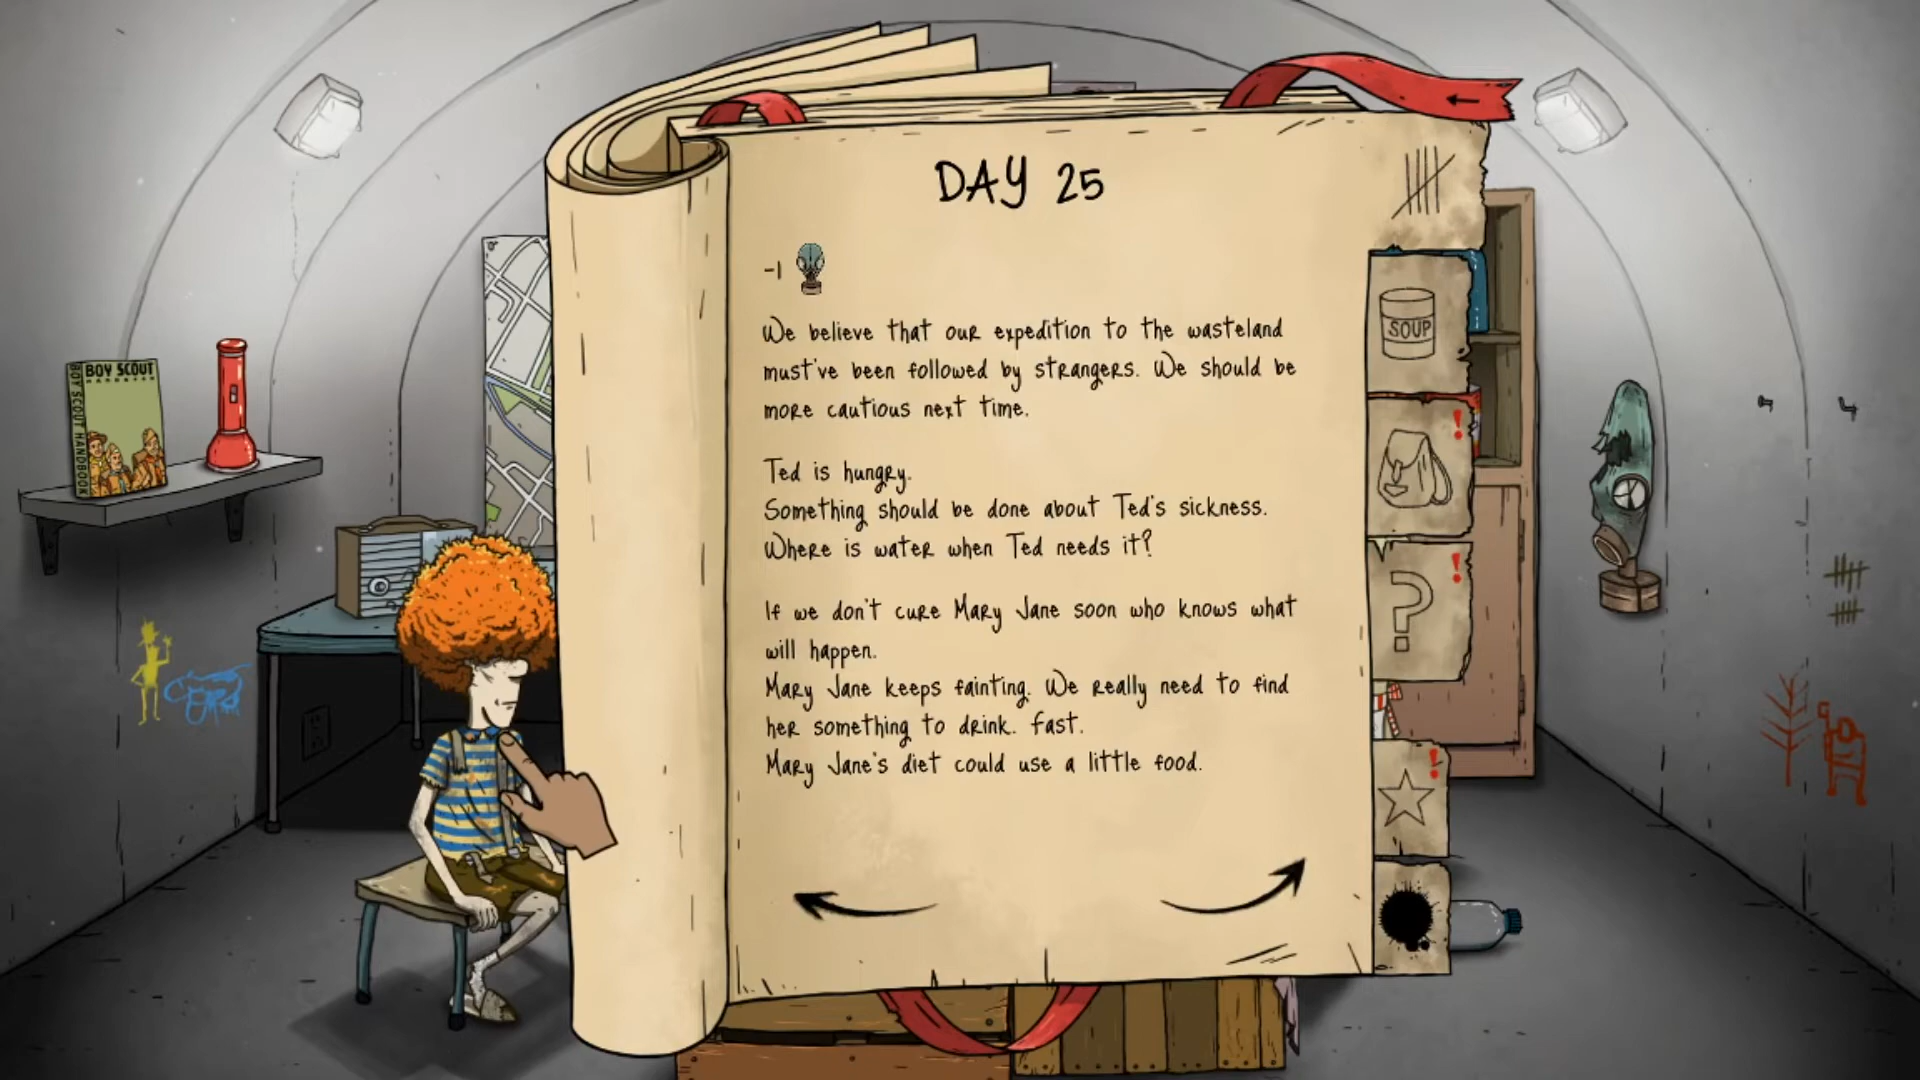 DAY 25
-1
We believe that our expedition to the wasteland
must've been followed by strangers. We should be
more cautious next time.
Ted is hungry.
Something should be done about Ted's sickness.
Where is water when Ted needs it?
If we don't cure Mary Jane soon who knows what
will happen.
Mary Jane keeps fainting. We really need to find
her something to drink. Fast.
Mary Jane's diet could use a little food.
SOUP
!
?
!
!
BOY SCOUT
HANDBOOK
BOY SCOUT HANDBOOK